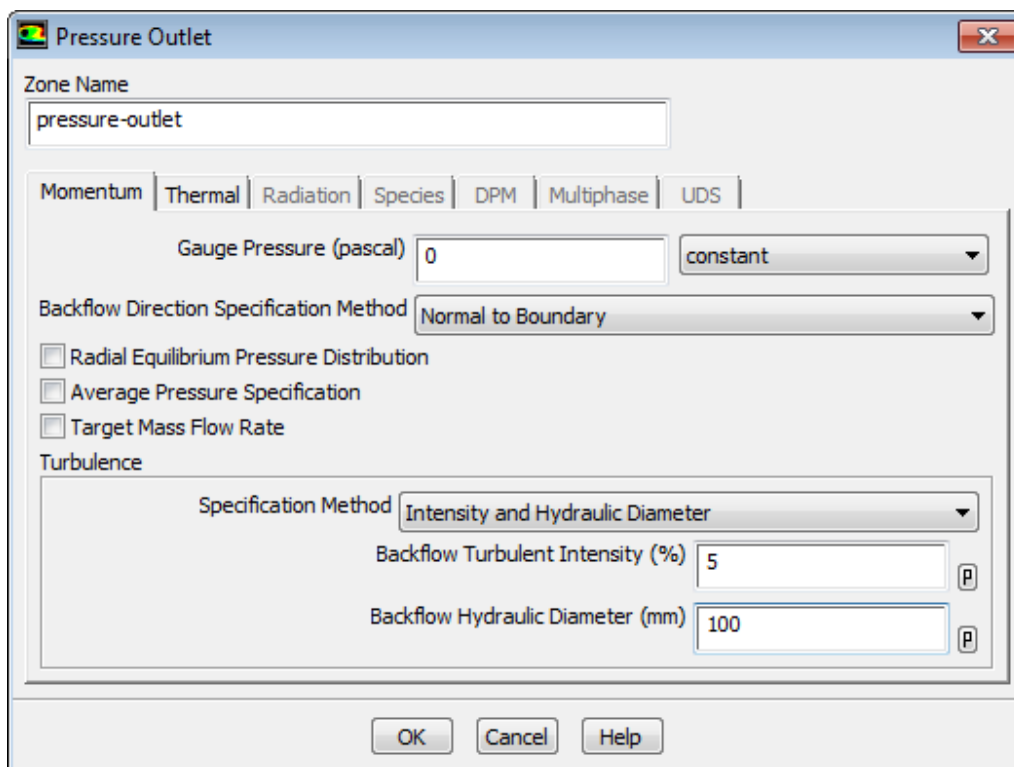 Pressure Outlet
Zone Name
pressure-outlet
Momentum Thermal Radiation Species DPM Multiphase UDS
Gauge Pressure (pascal) 0 constant
Backflow Direction Specification Method Normal to Boundary
Radial Equilibrium Pressure Distribution
Average Pressure Specification
Target Mass Flow Rate
Turbulence
Specification Method Intensity and Hydraulic Diameter
Backflow Turbulent Intensity (%) 5 P
Backflow Hydraulic Diameter (mm) 100 P
OK Cancel Help